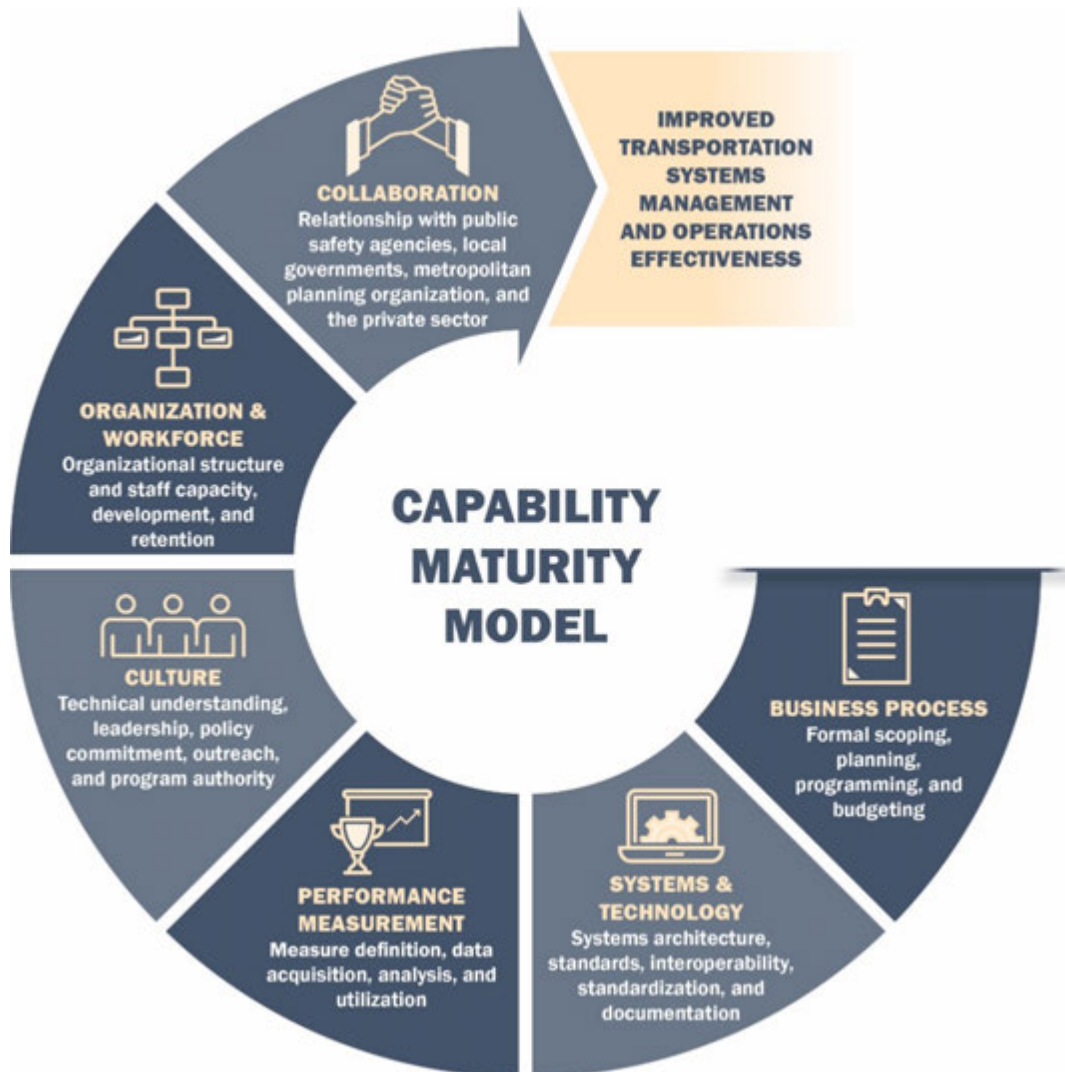 IMPROVED
TRANSPORTATION
SYSTEMS
MANAGEMENT
AND OPERATIONS
EFFECTIVENESS
COLLABORATION
Relationship with public
safety agencies, local
governments, metropolitan
planning organization, and
the private sector
ORGANIZATION &
WORKFORCE
Organizational structure
and staff capacity,
development, and
retention
CAPABILITY
MATURITY
MODEL
CULTURE
Technical understanding,
leadership, policy
commitment, outreach,
and program authority
BUSINESS PROCESS
Formal scoping,
planning,
programming, and
budgeting
PERFORMANCE
MEASUREMENT
Measure definition, data
acquisition, analysis, and
utilization
SYSTEMS &
TECHNOLOGY
Systems architecture,
standards, interoperability,
standardization, and
documentation